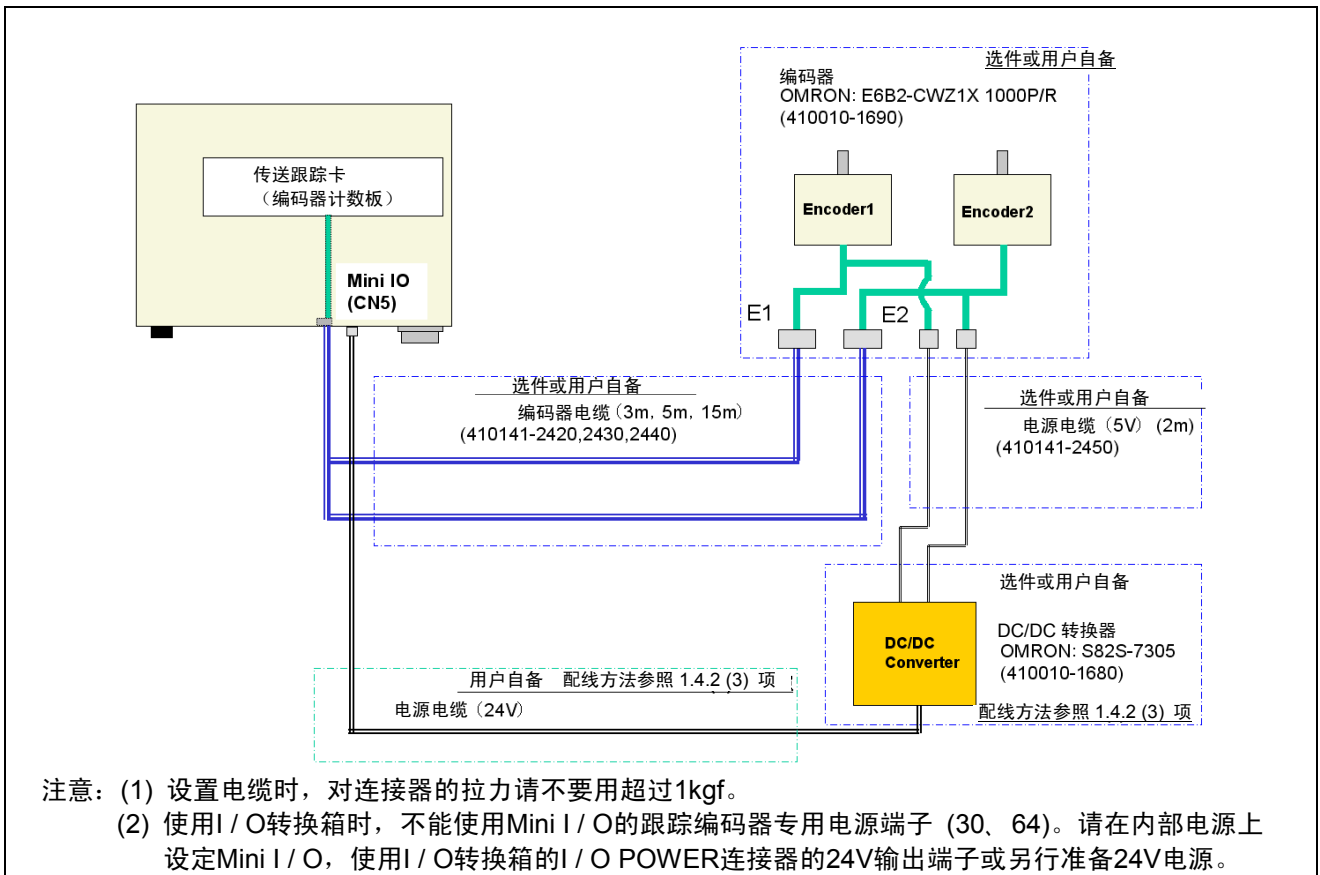 选件或用户自备
编码器
OMRON: E6B2-CWZ1X 1000P/R
(410010-1690)
传送跟踪卡
（编码器计数板）
Encoder1
Encoder2
Mini IO
(CN5)
E1
E2
选件或用户自备
编码器电缆（3m，5m，15m）
(410141-2420,2430,2440)
选件或用户自备
电源电缆（5V） (2m)
(410141-2450)
选件或用户自备
DC/DC
Converter
DC/DC 转换器
OMRON: S82S-7305
(410010-1680)
配线方法参照 1.4.2 (3) 项
用户自备 配线方法参照 1.4.2 (3) 项
电源电缆（24V）
注意：(1) 设置电缆时，对连接器的拉力请不要用超过1kgf。
(2) 使用I / O转换箱时，不能使用Mini I / O的跟踪编码器专用电源端子 (30、64)。请在内部电源上
设定Mini I / O，使用I / O转换箱的I / O POWER连接器的24V输出端子或另行准备24V电源。